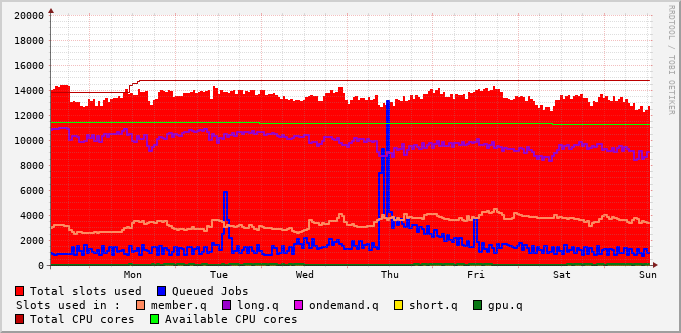 20000
18000
16000
14000
12000
10000
8000
6000
4000
2000
0
Mon Tue Wed Thu Fri Sat Sun
RRDTOOL / TOBI OETIKER
Total slots used Queued Jobs
Slots used in : member.q long.q ondemand.q short.q gpu.q
Total CPU cores Available CPU cores